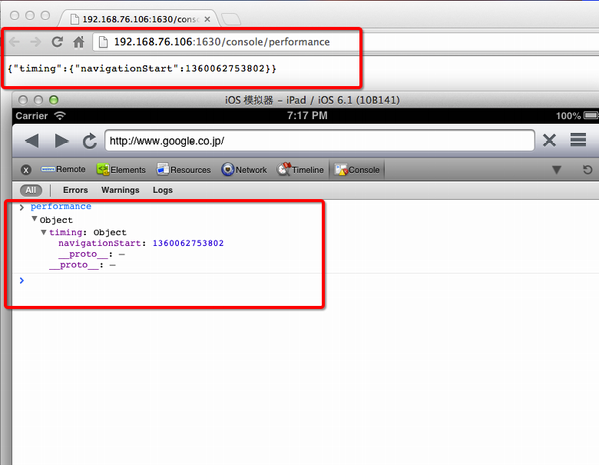 192.168.76.106:1630/consc ×
192.168.76.106:1630/console/performance
{"timing":{"navigationStart":1360062753802}}
iOS 模拟器 – iPad / iOS 6.1 (10B141)
Carrier 7:17 PM 100%
http://www.google.co.jp/
Remote Elements Resources Network Timeline Console
All Errors Warnings Logs
> performance
▼Object
▼timing: Object
navigationStart: 1360062753802
__proto__: —
__proto__: —
>